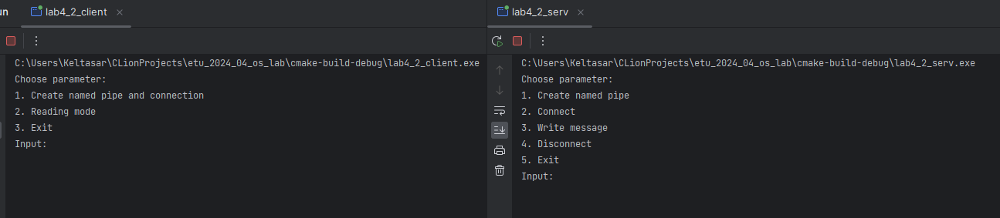 un
lab4_2_client
C:\Users\Keltasar\CLionProjects\etu_2024_04_os_lab\cmake-build-debug\lab4_2_client.exe
Choose parameter:
1. Create named pipe and connection
2. Reading mode
3. Exit
Input:
lab4_2_serv
C:\Users\Keltasar\CLionProjects\etu_2024_04_os_lab\cmake-build-debug\lab4_2_serv.exe
Choose parameter:
1. Create named pipe
2. Connect
3. Write message
4. Disconnect
5. Exit
Input: